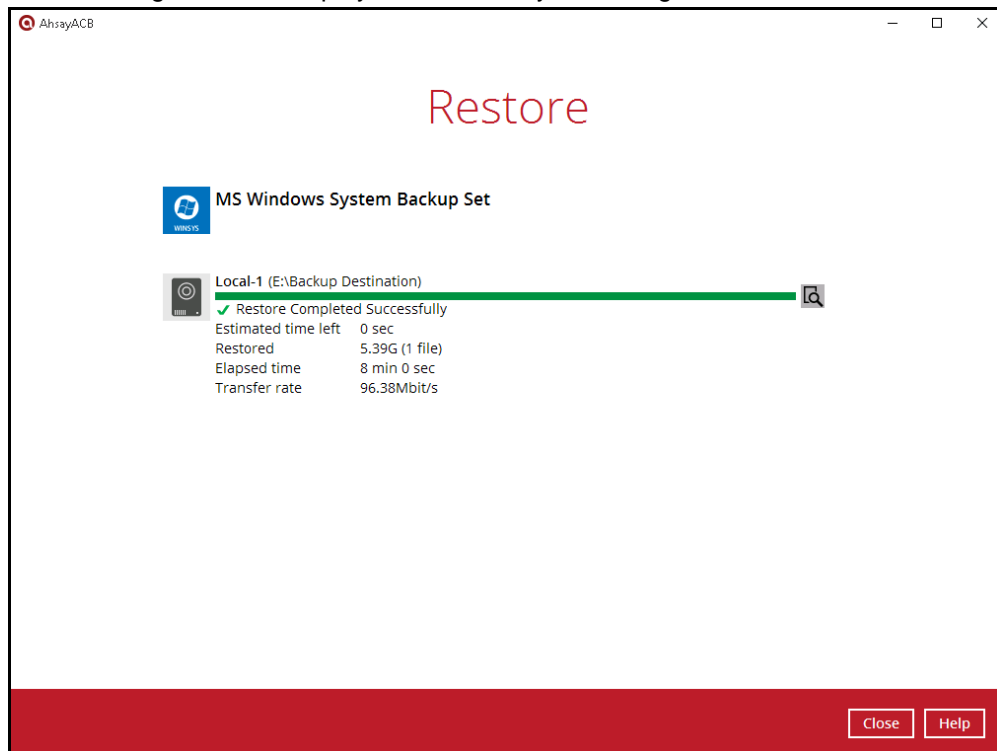 AhsayACB
Restore
MS Windows System Backup Set
WINSYS
Local-1 (E:\Backup Destination)
Restore Completed Successfully
Estimated time left 0 sec
Restored 5.39G (1 file)
Elapsed time 8 min 0 sec
Transfer rate 96.38Mbit/s
Close Help